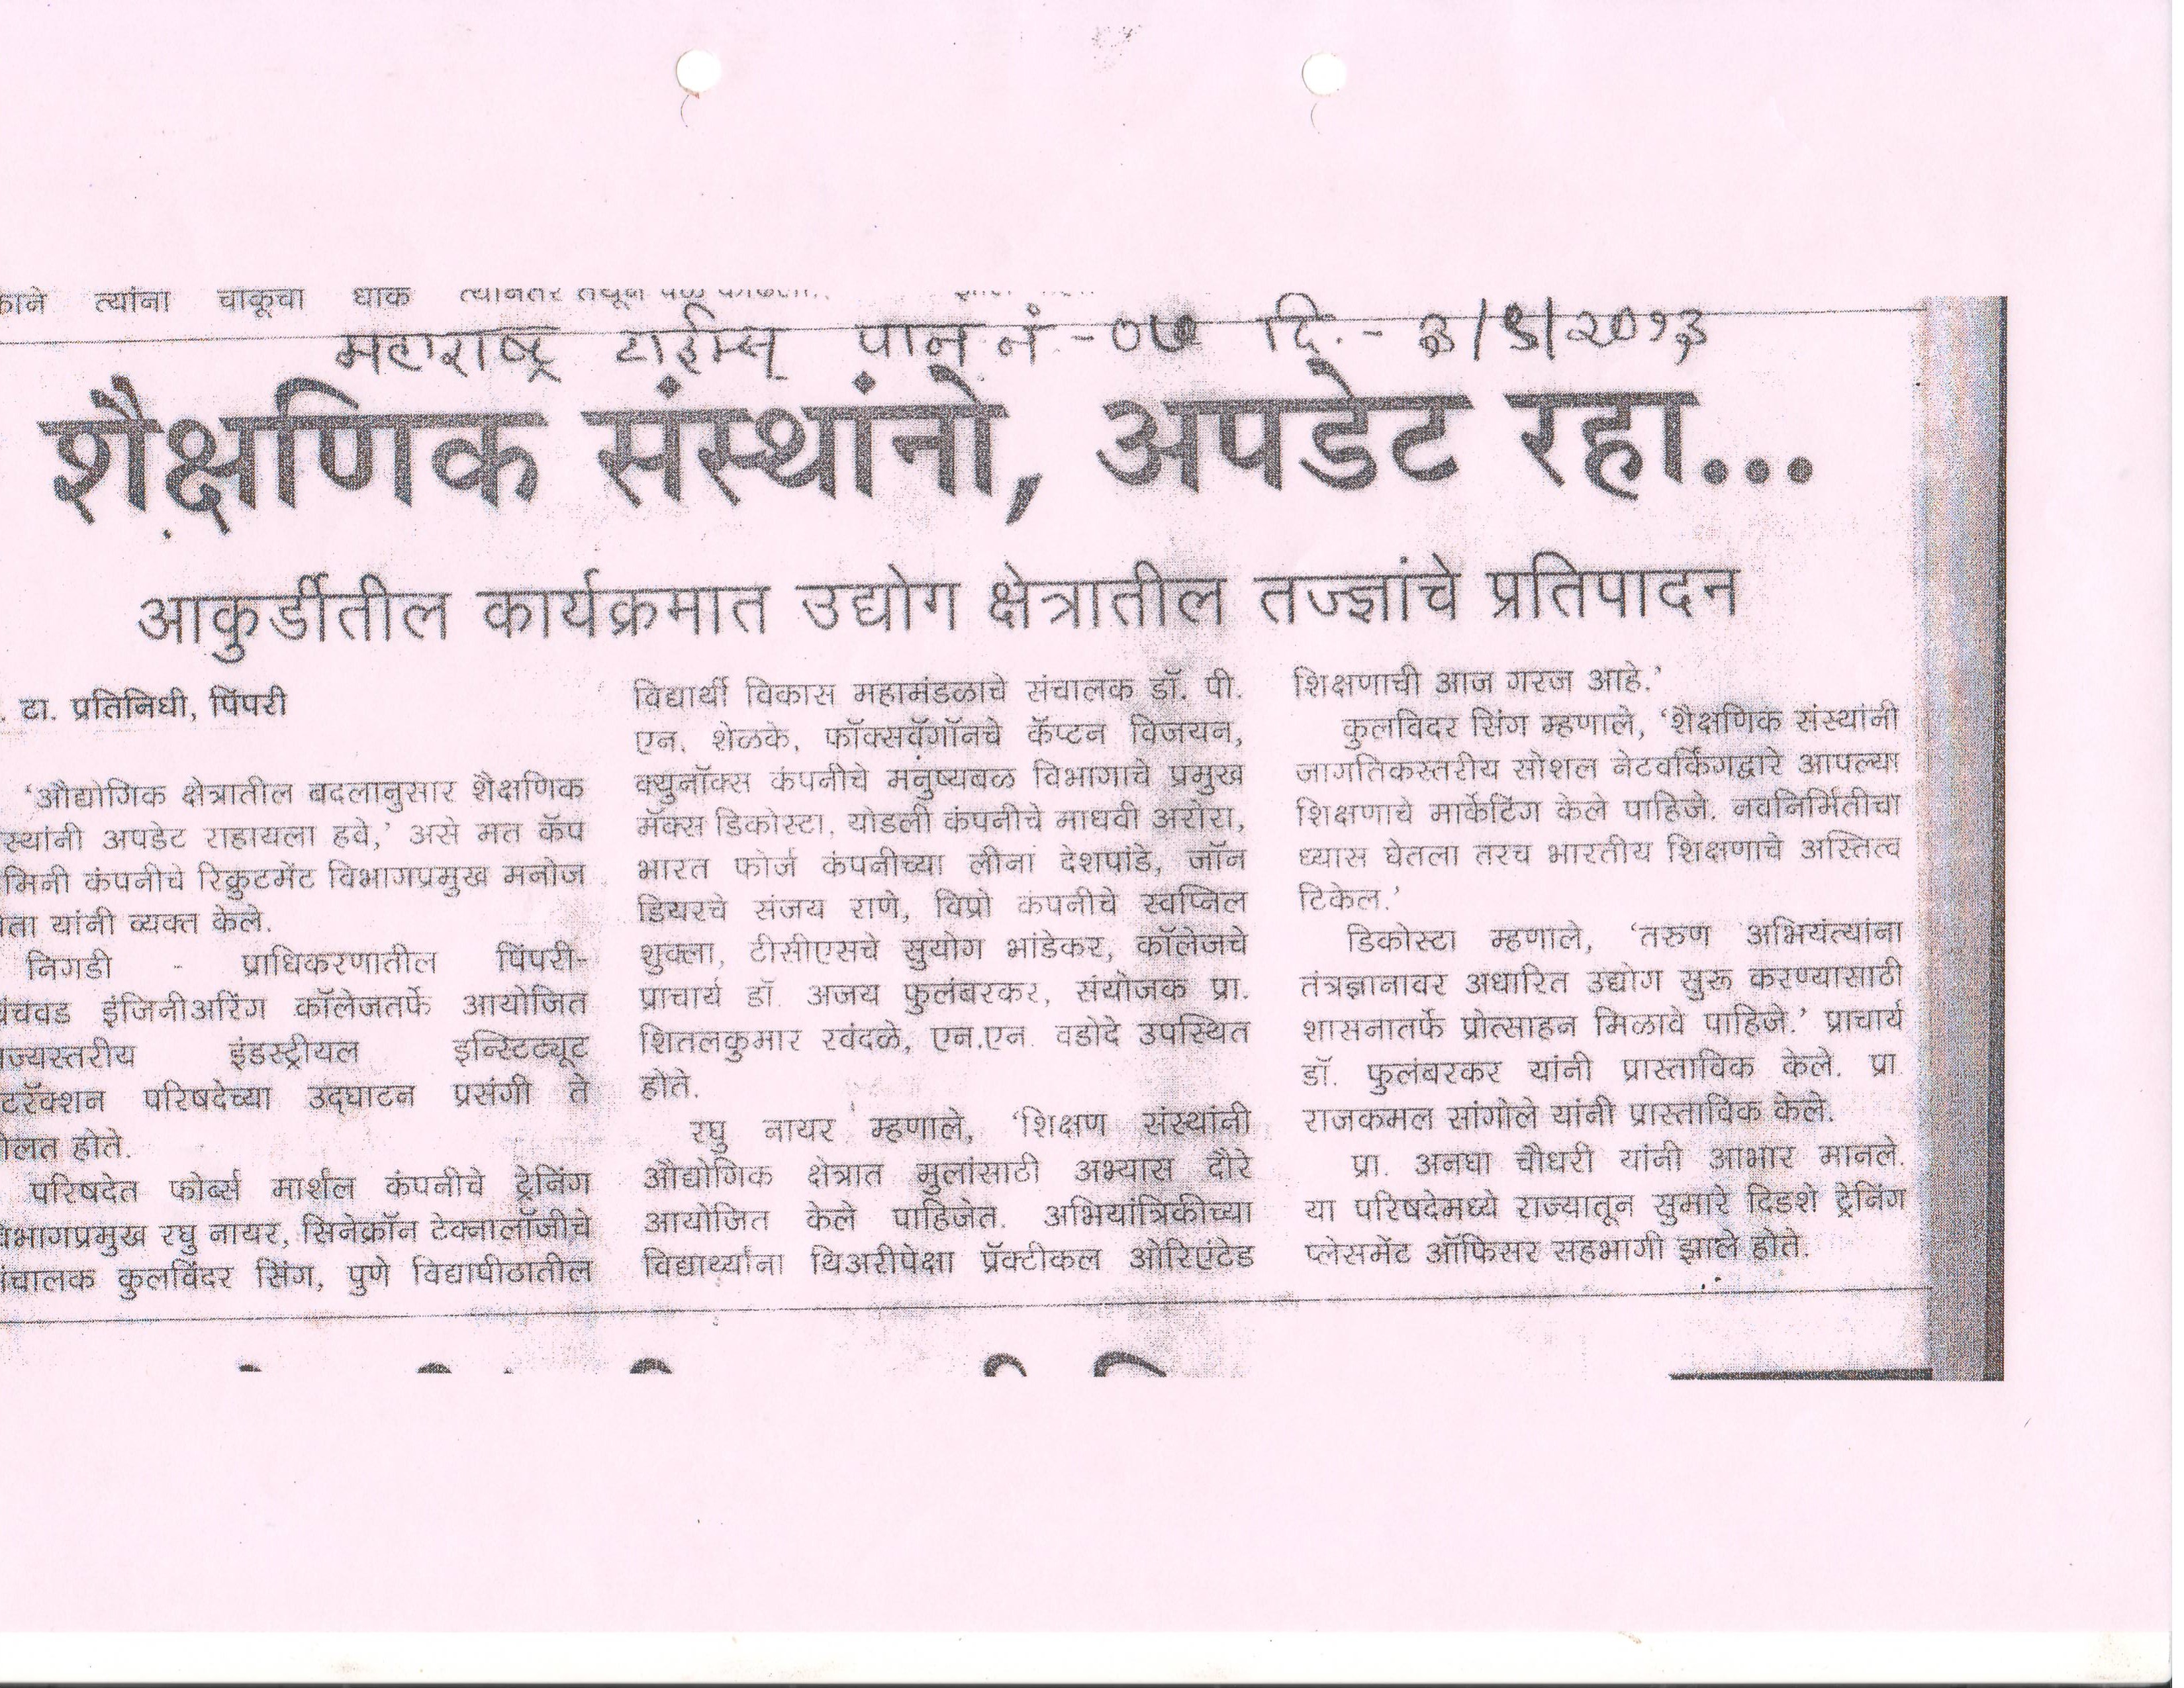 त्यांना चाकूचा धाक
महाराष्ट्र टाईम्स् पान नं.-०७ दि.- ३/५/२०१३
शैक्षणिक संस्थांनो, अपडेट रहा...
आकुर्डीतील कार्यक्रमात उद्योग क्षेत्रातील तज्ज्ञांचे प्रतिपादन
. टा. प्रतिनिधी, पिंपरी
‘औद्योगिक क्षेत्रातील बदलानुसार शैक्षणिक
स्थांनी अपडेट राहायला हवे,’ असे मत कॅप
मिनी कंपनीचे रिक्रुटमेंट विभागप्रमुख मनोज
ता यांनी व्यक्त केले.
निगडी - प्राधिकरणातील पिंपरी-
चंचवड इंजिनीअरिंग कॉलेजतर्फे आयोजित
ज्यस्तरीय इंडस्ट्रीयल इन्स्टिट्यूट
टरॅक्शन परिषदेच्या उद्‌घाटन प्रसंगी ते
लत होते.
परिषदेत फोर्ब्स मार्शल कंपनीचे ट्रेनिंग
भागप्रमुख रघु नायर, सिनेक्रॉन टेक्नालॉजीचे
चालक कुलविंदर सिंग, पुणे विद्यापीठातील
विद्यार्थी विकास महामंडळाचे संचालक डॉ. पी.
एन. शेळके, फॉक्सवॅगॉनचे कॅप्टन विजयन,
क्युनॉक्स कंपनीचे मनुष्यबळ विभागाचे प्रमुख
मॅक्स डिकोस्टा, योडली कंपनीचे माधवी अरोरा,
भारत फोर्ज कंपनीच्या लीना देशपांडे, जॉन
डियरचे संजय राणे, विप्रो कंपनीचे स्वप्निल
शुक्ला, टीसीएसचे सुयोग भांडेकर, कॉलेजचे
प्राचार्य डॉ. अजय फुलंबरकर, संयोजक प्रा.
शितलकुमार रवंदळे, एन.एन. वडोदे उपस्थित
होते.
रघु नायर म्हणाले, ‘शिक्षण संस्थांनी
औद्योगिक क्षेत्रात मुलांसाठी अभ्यास दौरे
आयोजित केले पाहिजेत. अभियांत्रिकीच्या
विद्यार्थ्यांना थिअरीपेक्षा प्रॅक्टीकल ओरिएंटेड
शिक्षणाची आज गरज आहे.’
कुलविदर सिंग म्हणाले, ‘शैक्षणिक संस्थांनी
जागतिकस्तरीय सोशल नेटवर्किंगद्वारे आपल्या
शिक्षणाचे मार्केटिंग केले पाहिजे. नवनिर्मितीचा
ध्यास घेतला तरच भारतीय शिक्षणाचे अस्तित्व
टिकेल.’
डिकोस्टा म्हणाले, ‘तरुण अभियंत्यांना
तंत्रज्ञानावर अधारित उद्योग सुरू करण्यासाठी
शासनातर्फे प्रोत्साहन मिळावे पाहिजे.’ प्राचार्य
डॉ. फुलंबरकर यांनी प्रास्ताविक केले. प्रा.
राजकमल सांगोले यांनी प्रास्ताविक केले.
प्रा. अनघा चौधरी यांनी आभार मानले.
या परिषदेमध्ये राज्यातून सुमारे दिडशे ट्रेनिंग
प्लेसमेंट ऑफिसर सहभागी झाले होते.